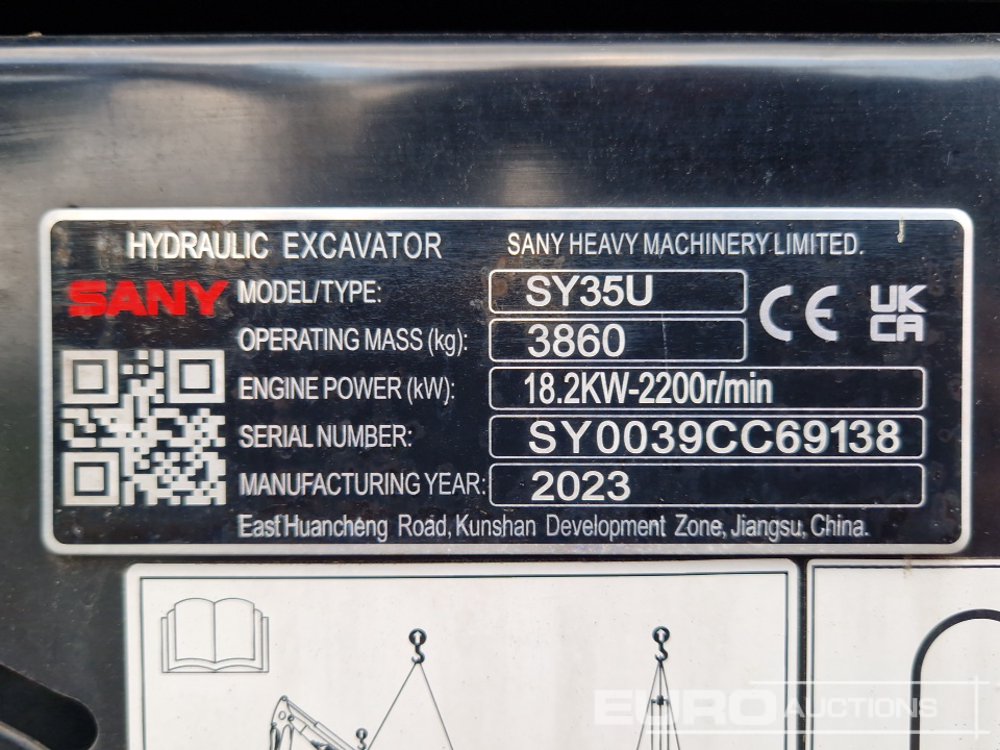 HYDRAULIC EXCAVATOR SANY HEAVY MACHINERY LIMITED.
SANY
MODEL/TYPE: SY35U
CE UK CA
OPERATING MASS (kg): 3860
ENGINE POWER (kW): 18.2KW-2200r/min
SERIAL NUMBER: SY0039CC69138
MANUFACTURING YEAR: 2023
East Huancheng Road, Kunshan Development Zone, Jiangsu, China.
EURO AUCTIONS